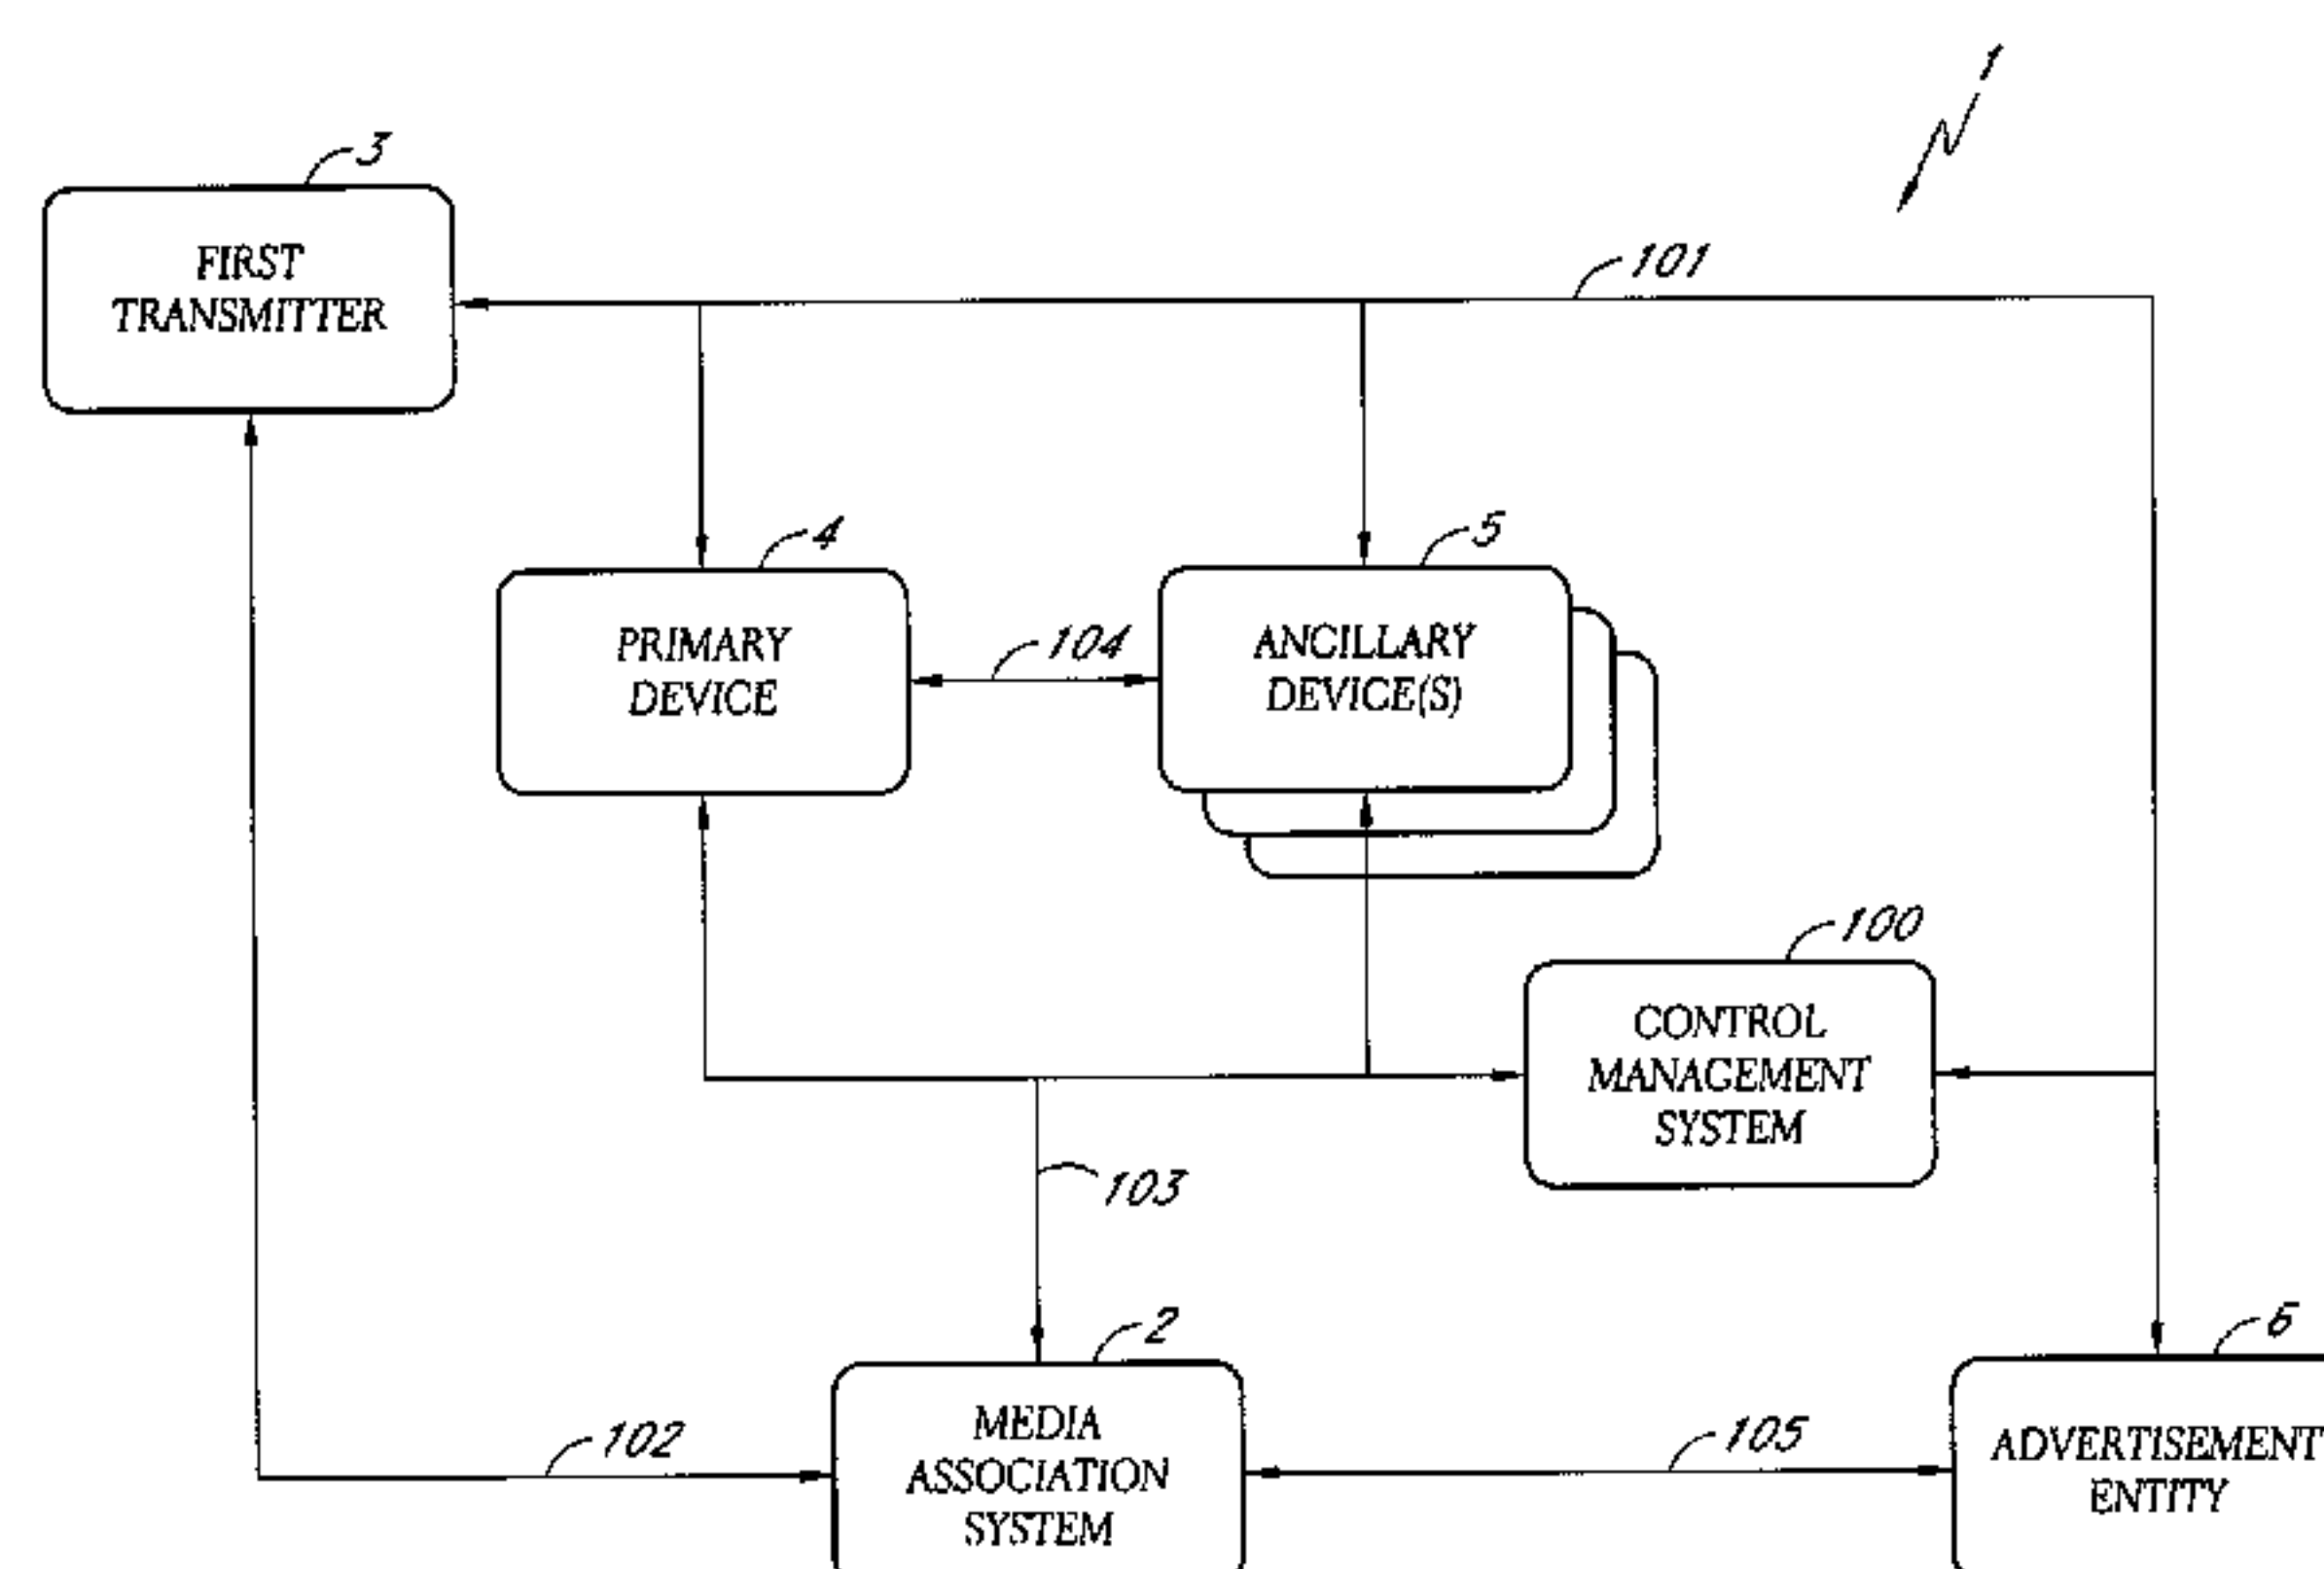 1
3
FIRST
TRANSMITTER
101
4
PRIMARY
DEVICE
104
5
ANCILLARY
DEVICE(S)
100
CONTROL
MANAGEMENT
SYSTEM
103
2
MEDIA
ASSOCIATION
SYSTEM
102
105
6
ADVERTISEMENT
ENTITY